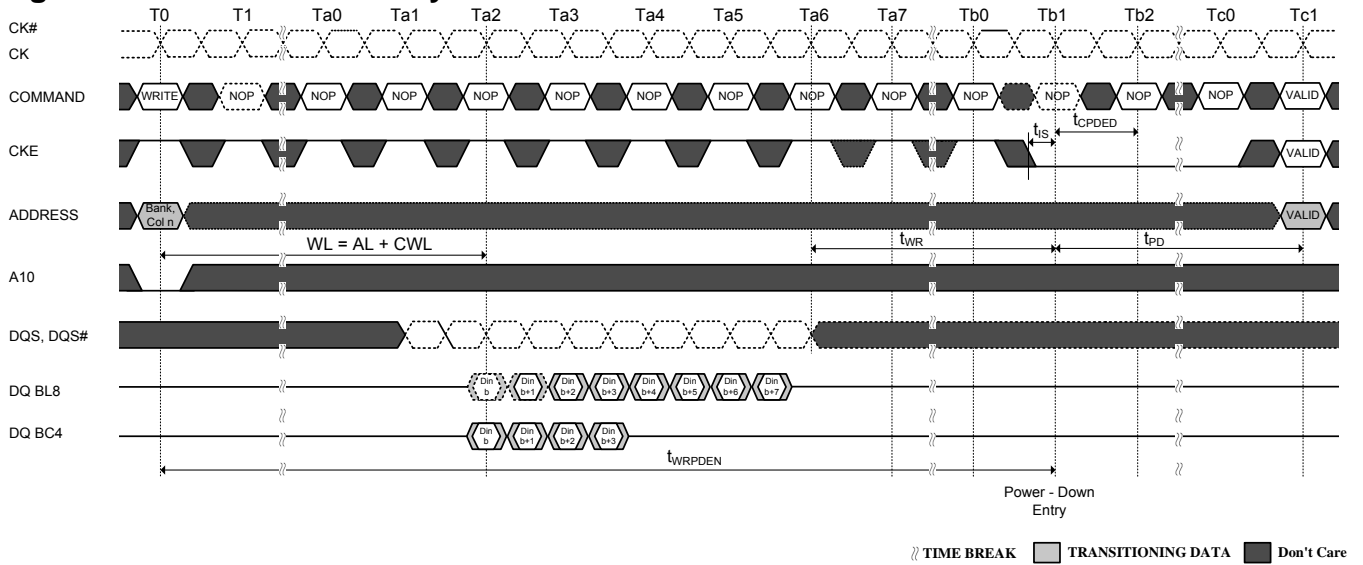 T0 T1 Ta0 Ta1 Ta2 Ta3 Ta4 Ta5 Ta6 Ta7 Tb0 Tb1 Tb2 Tc0 Tc1
CK#
CK
COMMAND WRITE NOP NOP NOP NOP NOP NOP NOP NOP NOP NOP NOP NOP NOP VALID
tIS tCPDED
CKE VALID
ADDRESS Bank, Col n VALID
WL = AL + CWL tWR tPD
A10
DQS, DQS#
DQ BL8 Din b Din b+1 Din b+2 Din b+3 Din b+4 Din b+5 Din b+6 Din b+7
DQ BC4 Din b Din b+1 Din b+2 Din b+3
tWRPDEN
Power - Down
Entry
TIME BREAK TRANSITIONING DATA Don't Care